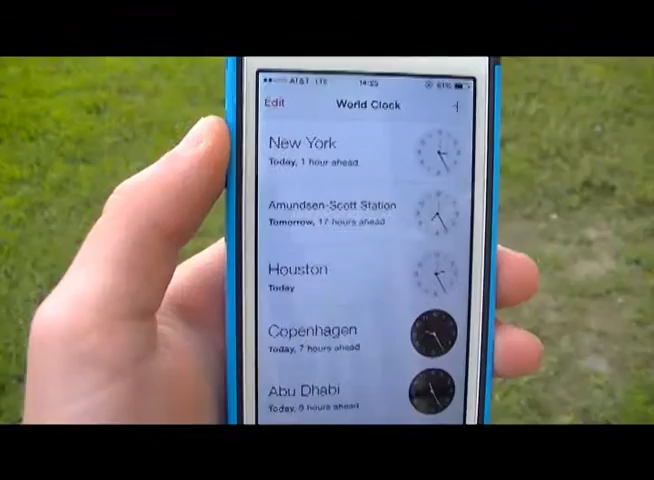 AT&T LTE 14:25 61%
Edit World Clock +
New York
Today, 1 hour ahead
Amundsen-Scott Station
Tomorrow, 17 hours ahead
Houston
Today
Copenhagen
Today, 7 hours ahead
Abu Dhabi
Today, 9 hours ahead